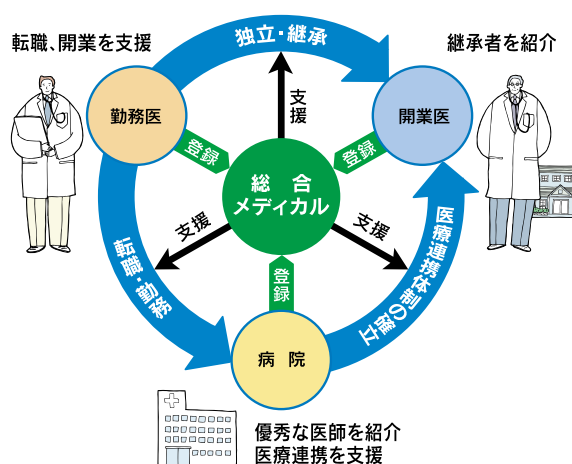 転職、開業を支援
独立・継承
継承者を紹介
勤務医
支援
開業医
登録
登録
総合
メディカル
支援
支援
転職・勤務
登録
医療連携体制の確立
病院
優秀な医師を紹介
医療連携を支援